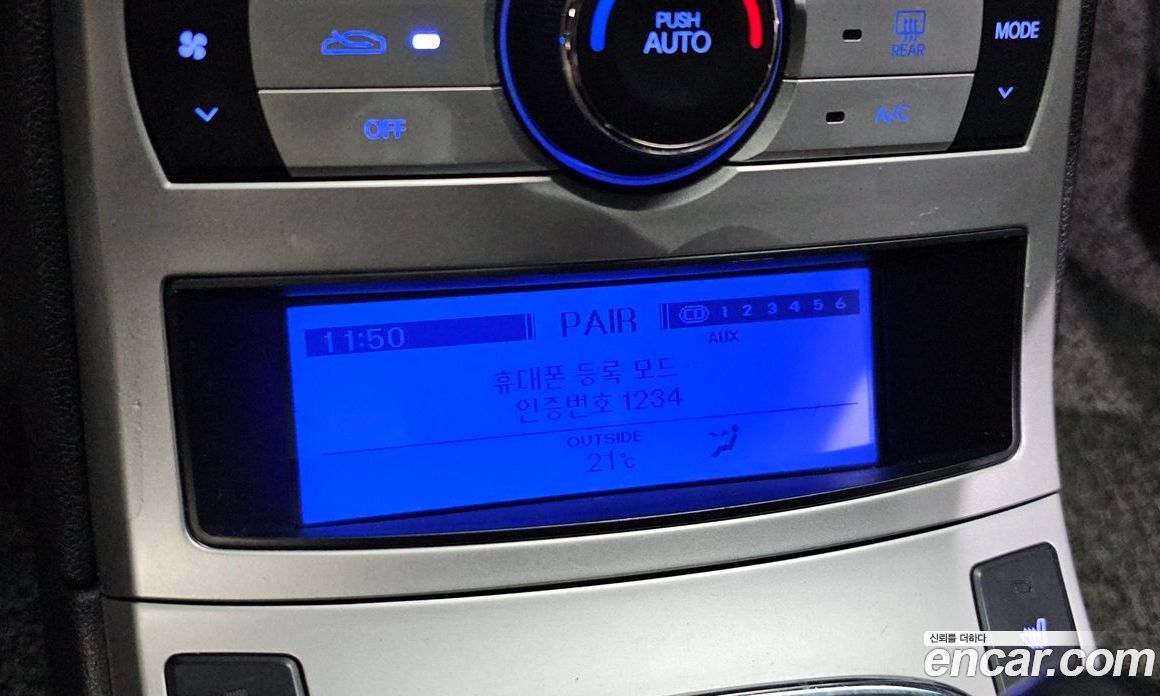 PUSH
AUTO
REAR
MODE
OFF
A/C
11:50
PAIR
CD 1 2 3 4 5 6
AUX
휴대폰 등록 모드
인증번호 1234
OUTSIDE
21℃
신뢰를 더하다
encar.com